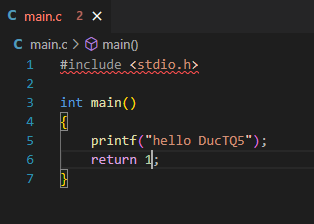 C main.c 2 ×
C main.c > main()
1 #include <stdio.h>
2
3 int main()
4 {
5     printf("hello DucTQ5");
6     return 1;
7 }